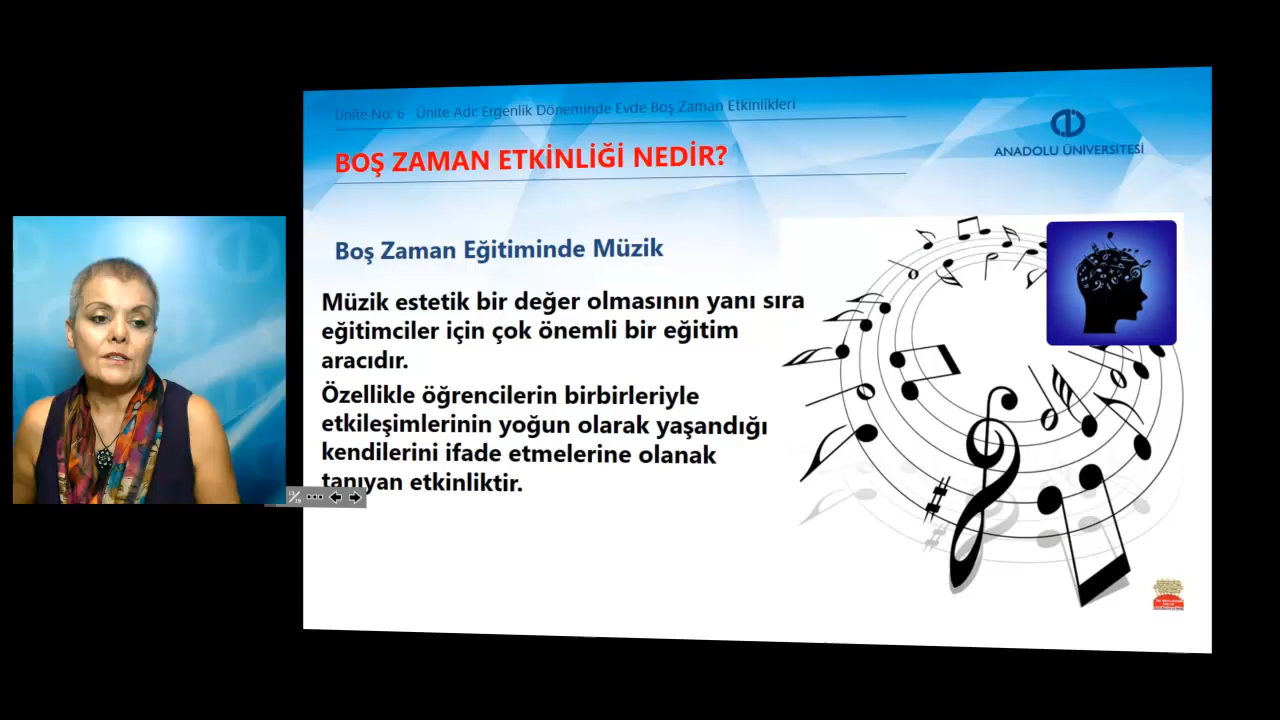 Ünite No: 6 Ünite Adı: Ergenlik Döneminde Evde Boş Zaman Etkinlikleri
BOŞ ZAMAN ETKİNLİĞİ NEDİR?
ANADOLU ÜNİVERSİTESİ
Boş Zaman Eğitiminde Müzik
Müzik estetik bir değer olmasının yanı sıra
eğitimciler için çok önemli bir eğitim
aracıdır.
Özellikle öğrencilerin birbirleriyle
etkileşimlerinin yoğun olarak yaşandığı
kendilerini ifade etmelerine olanak
tanıyan etkinliktir.